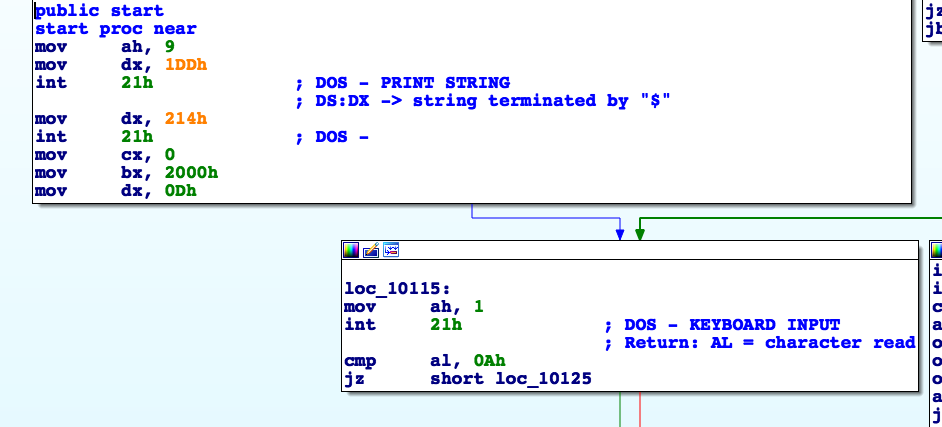 public start
start proc near
mov ah, 9
mov dx, 1DDh
int 21h ; DOS - PRINT STRING
; DS:DX -> string terminated by "$"
mov dx, 214h
int 21h ; DOS -
mov cx, 0
mov bx, 2000h
mov dx, 0Dh
loc_10115:
mov ah, 1
int 21h ; DOS - KEYBOARD INPUT
; Return: AL = character read
cmp al, 0Ah
jz short loc_10125